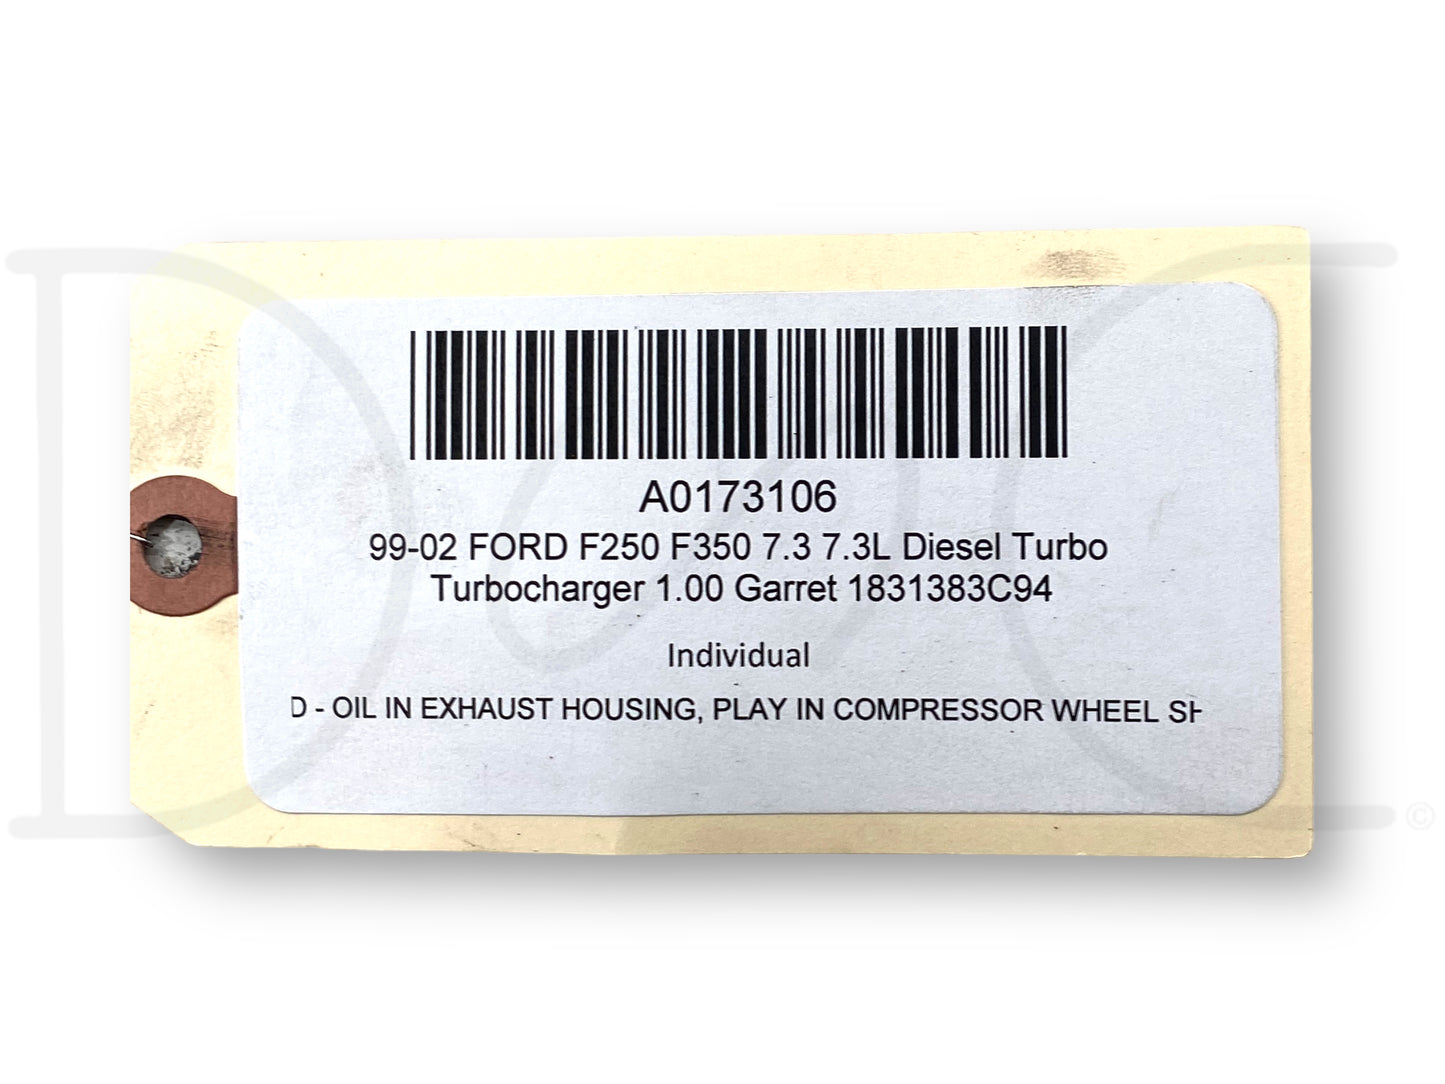 A0173106
99-02 FORD F250 F350 7.3 7.3L Diesel Turbo
Turbocharger 1.00 Garret 1831383C94
Individual
D - OIL IN EXHAUST HOUSING, PLAY IN COMPRESSOR WHEEL SH
©